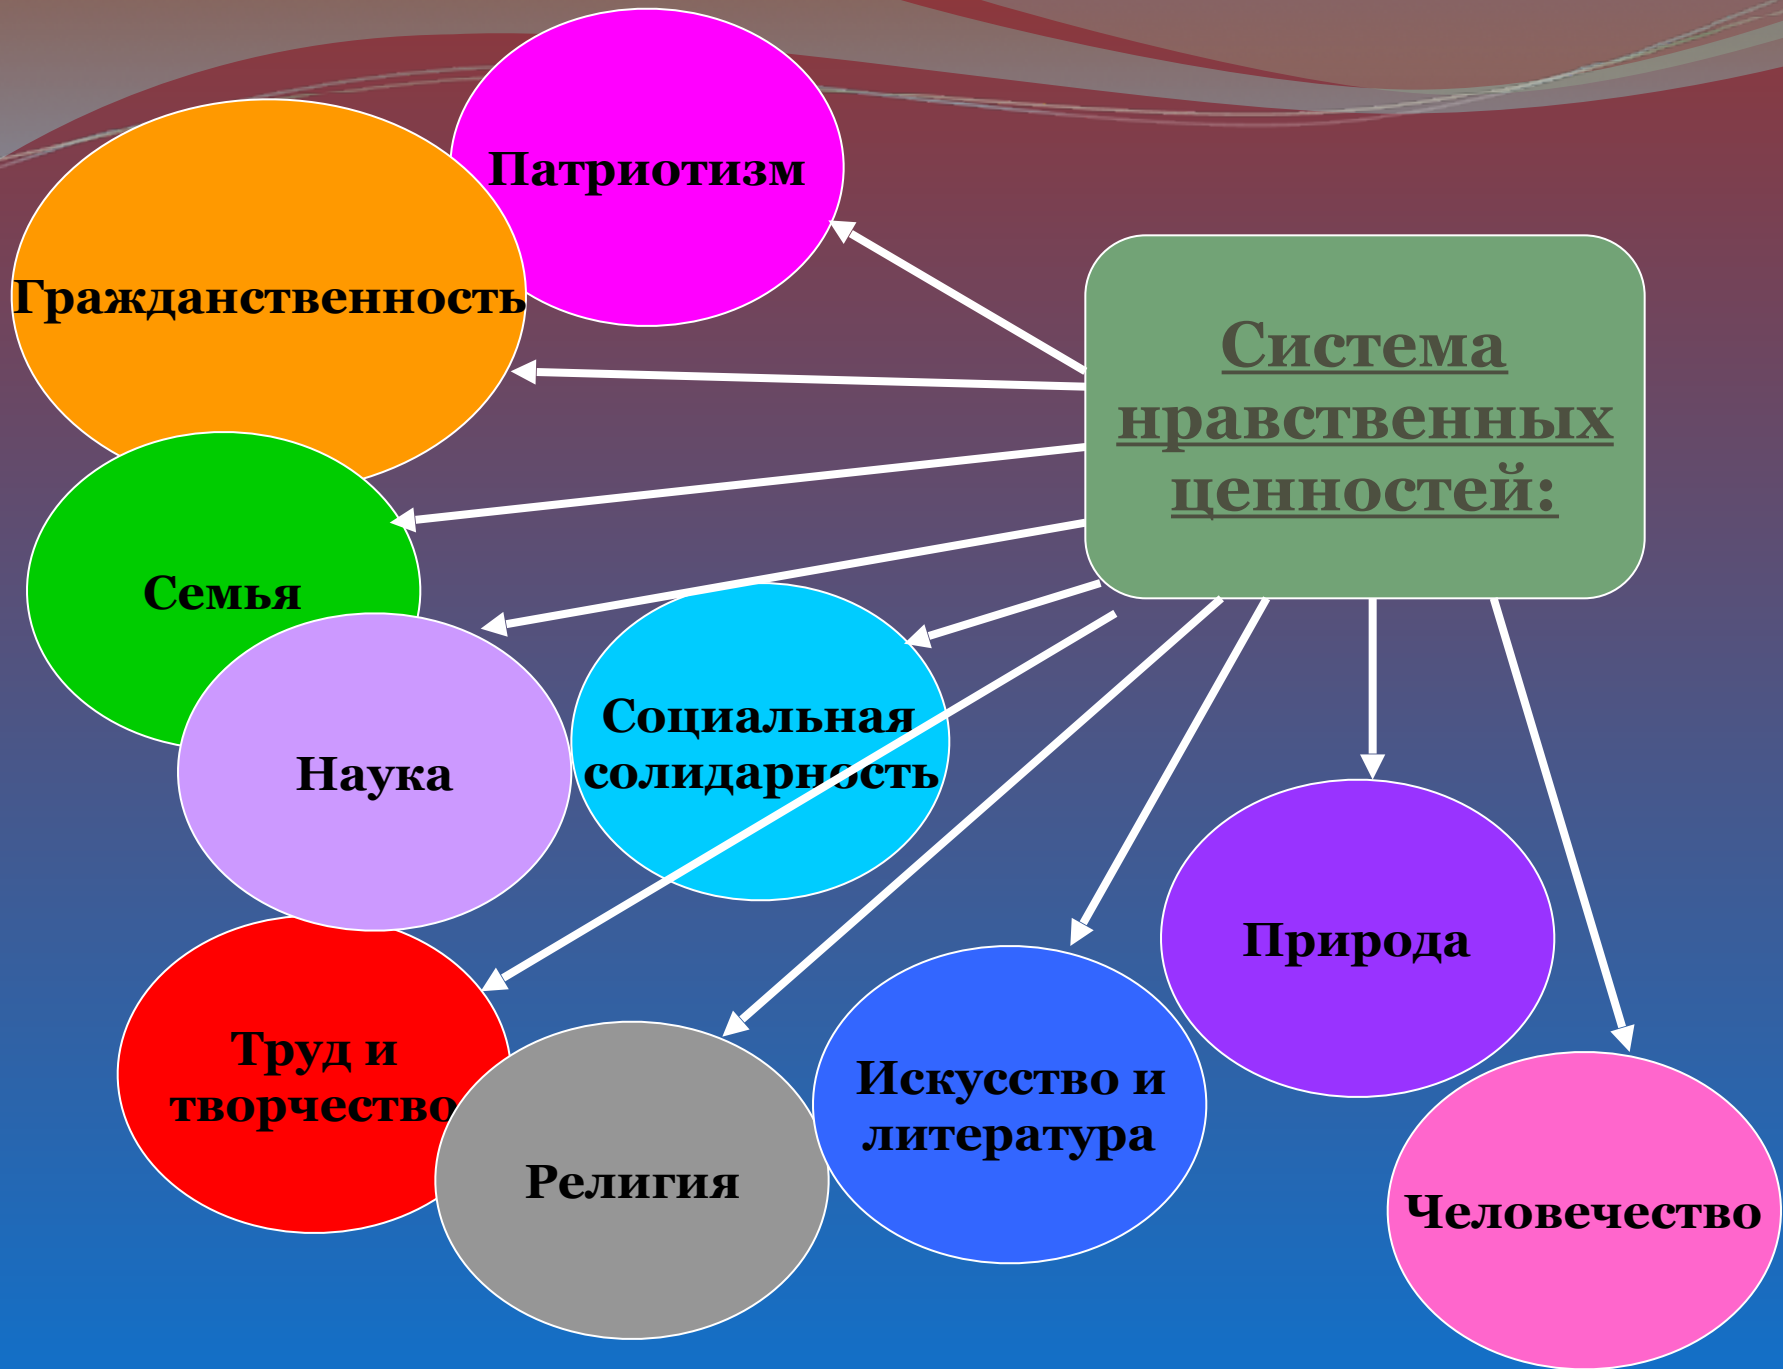 Патриотизм
Гражданственность
Система
нравственных
ценностей:
Семья
Наука
Социальная
солидарность
Природа
Труд и
творчество
Искусство и
литература
Религия
Человечество